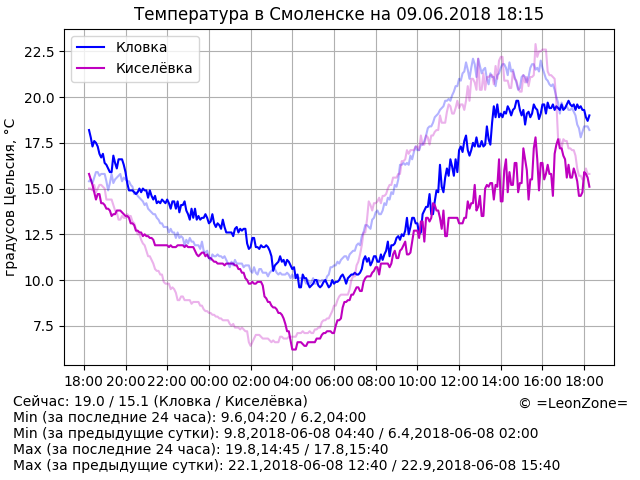 Температура в Смоленске на 09.06.2018 18:15
Кловка
Киселёвка
градусов Цельсия, °C
22.5
20.0
17.5
15.0
12.5
10.0
7.5
18:00 20:00 22:00 00:00 02:00 04:00 06:00 08:00 10:00 12:00 14:00 16:00 18:00
Сейчас: 19.0 / 15.1 (Кловка / Киселёвка)
© =LeonZone=
Min (за последние 24 часа): 9.6,04:20 / 6.2,04:00
Min (за предыдущие сутки): 9.8,2018-06-08 04:40 / 6.4,2018-06-08 02:00
Max (за последние 24 часа): 19.8,14:45 / 17.8,15:40
Max (за предыдущие сутки): 22.1,2018-06-08 12:40 / 22.9,2018-06-08 15:40